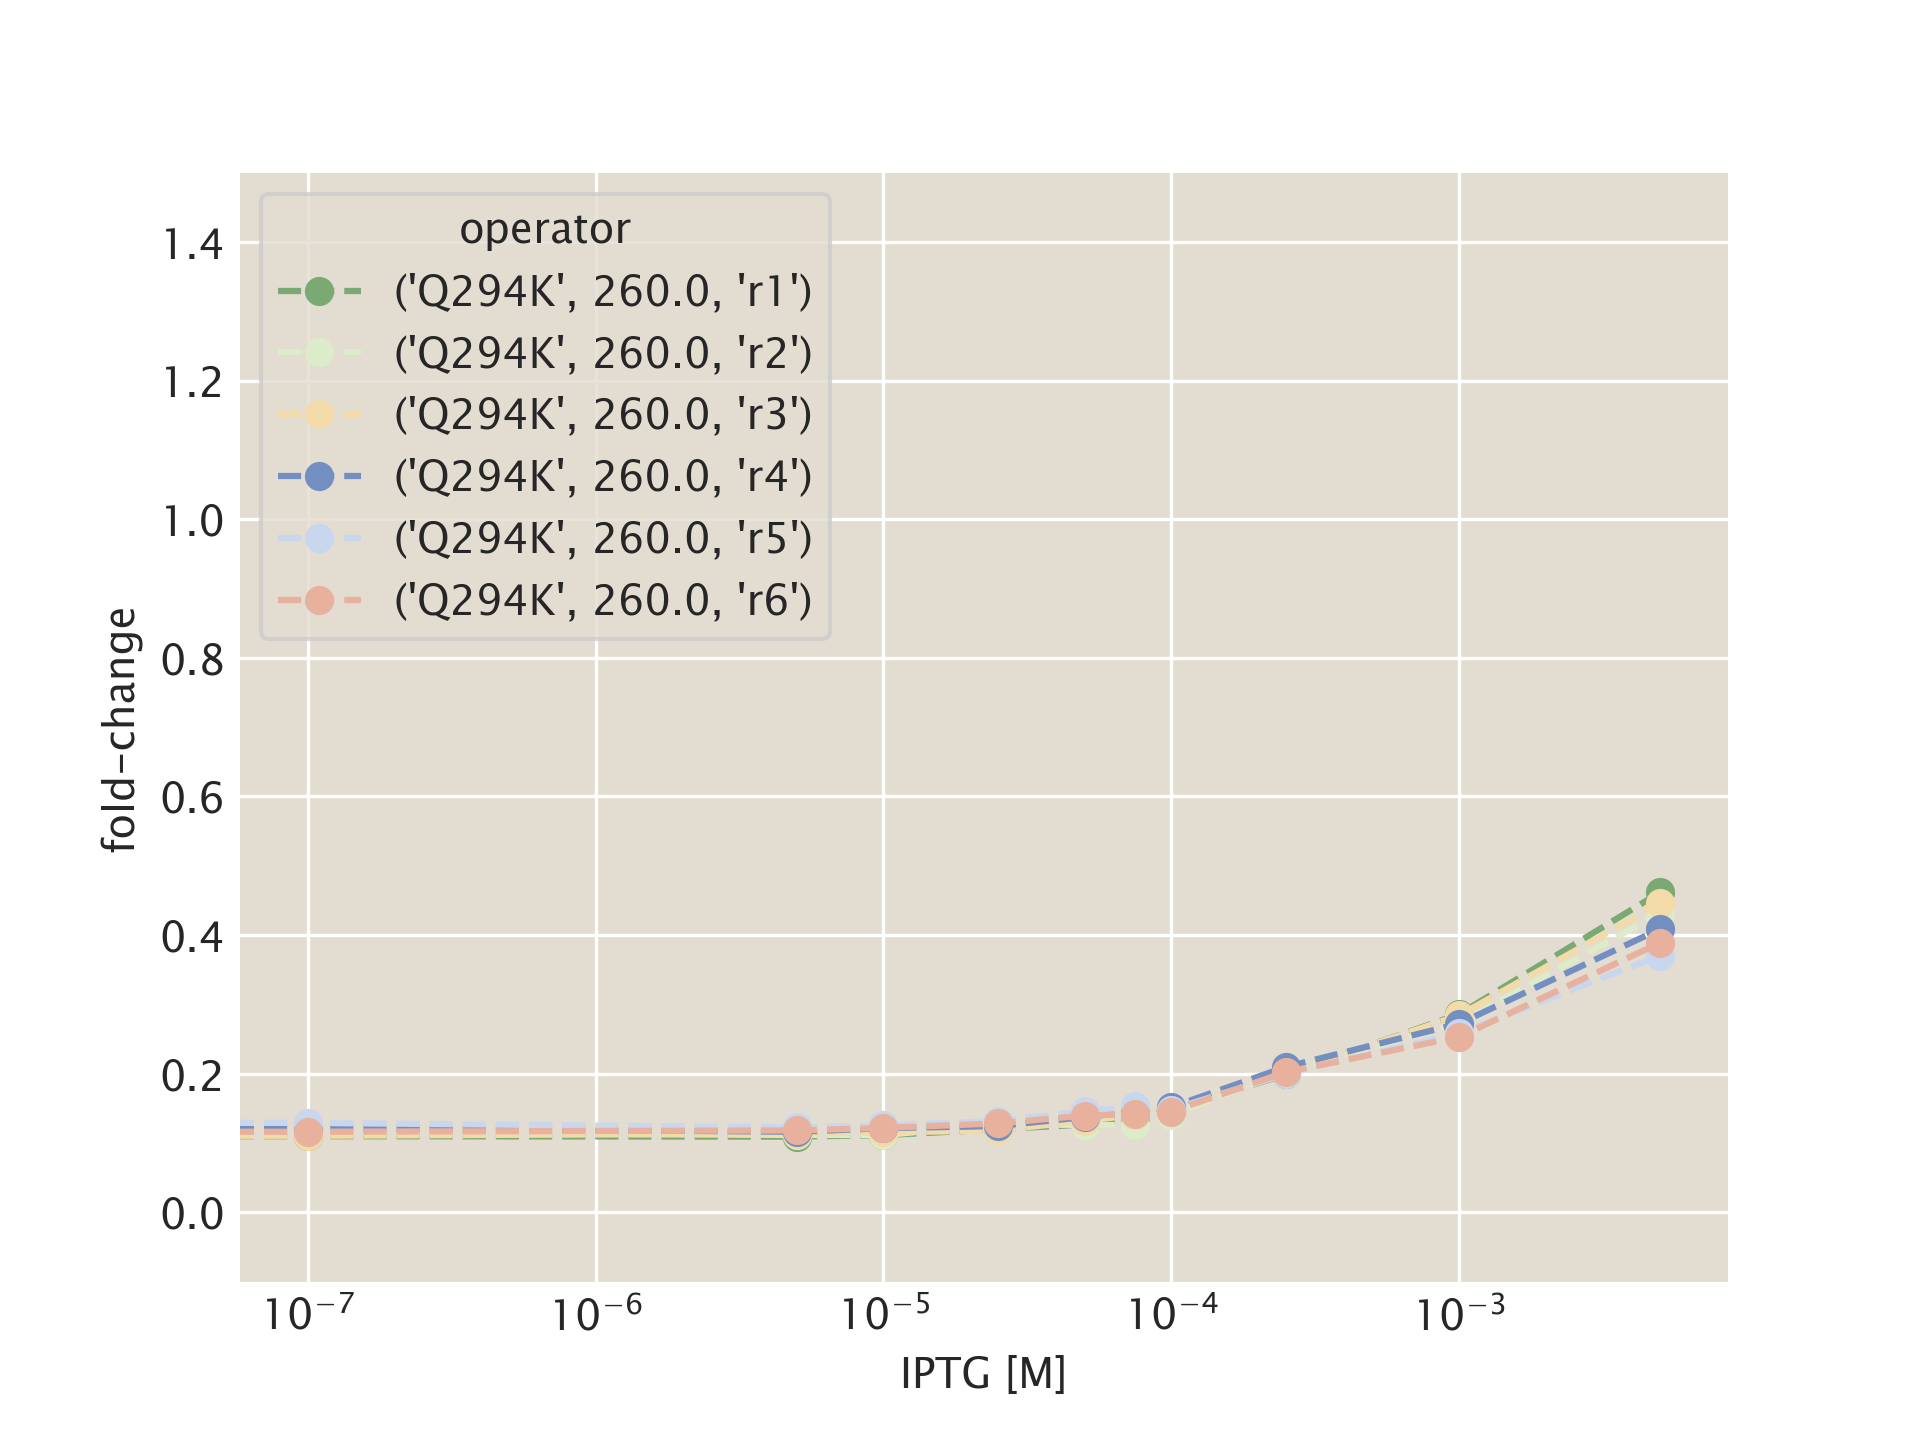 operator
('Q294K', 260.0, 'r1')
('Q294K', 260.0, 'r2')
('Q294K', 260.0, 'r3')
('Q294K', 260.0, 'r4')
('Q294K', 260.0, 'r5')
('Q294K', 260.0, 'r6')
1.4
1.2
1.0
0.8
0.6
0.4
0.2
0.0
fold-change
10⁻⁷ 10⁻⁶ 10⁻⁵ 10⁻⁴ 10⁻³
IPTG [M]